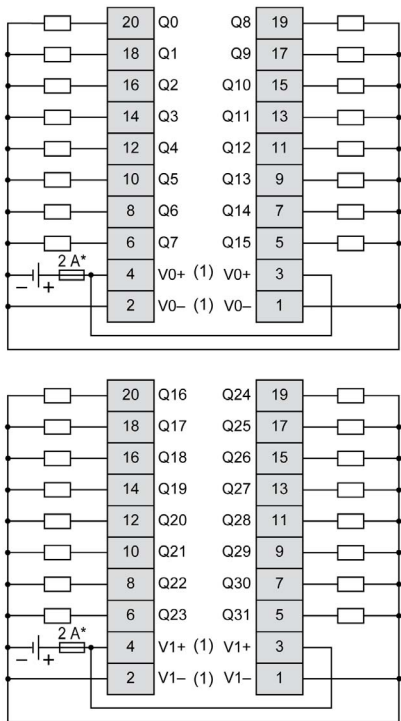 20 Q0 Q8 19
18 Q1 Q9 17
16 Q2 Q10 15
14 Q3 Q11 13
12 Q4 Q12 11
10 Q5 Q13 9
8 Q6 Q14 7
6 Q7 Q15 5
2 A*
− + 4 V0+ (1) V0+ 3
2 V0− (1) V0− 1
20 Q16 Q24 19
18 Q17 Q25 17
16 Q18 Q26 15
14 Q19 Q27 13
12 Q20 Q28 11
10 Q21 Q29 9
8 Q22 Q30 7
6 Q23 Q31 5
2 A*
− + 4 V1+ (1) V1+ 3
2 V1− (1) V1− 1